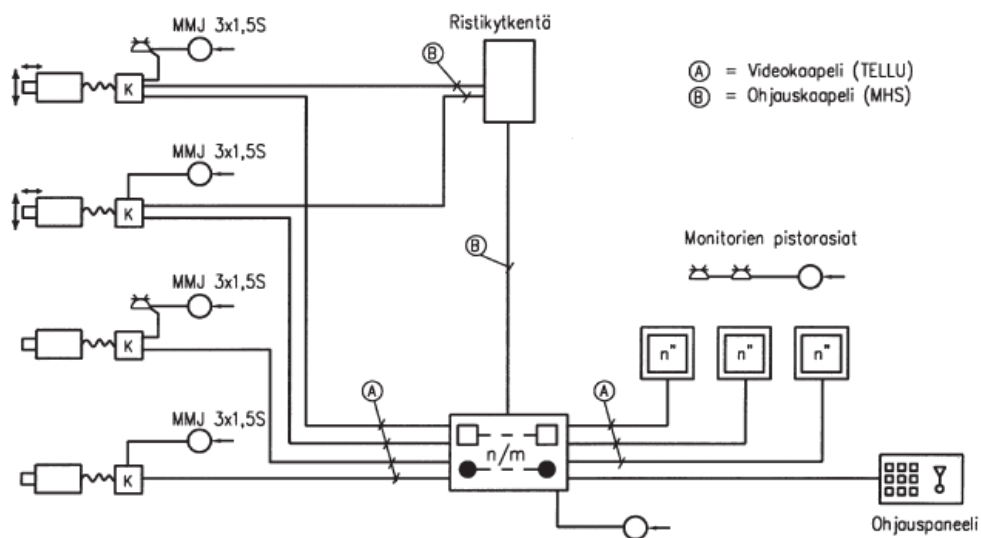 MMJ 3x1,5S
Ristikytkentä
B
K
A = Videokaapeli (TELLU)
B = Ohjauskaapeli (MHS)
MMJ 3x1,5S
K
B
Monitorien pistorasiat
MMJ 3x1,5S
K
n"
n"
n"
A
A
MMJ 3x1,5S
n/m
K
Ohjauspaneeli